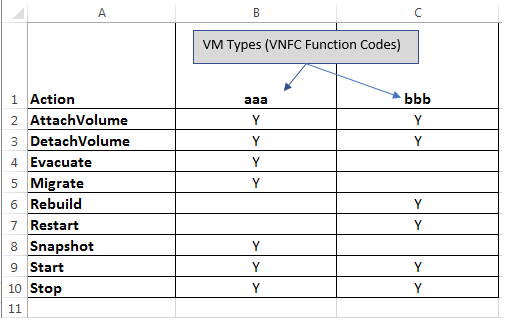 A B C
VM Types (VNFC Function Codes)
1 Action aaa bbb
2 AttachVolume Y Y
3 DetachVolume Y Y
4 Evacuate Y
5 Migrate Y
6 Rebuild Y
7 Restart Y
8 Snapshot Y
9 Start Y Y
10 Stop Y Y
11